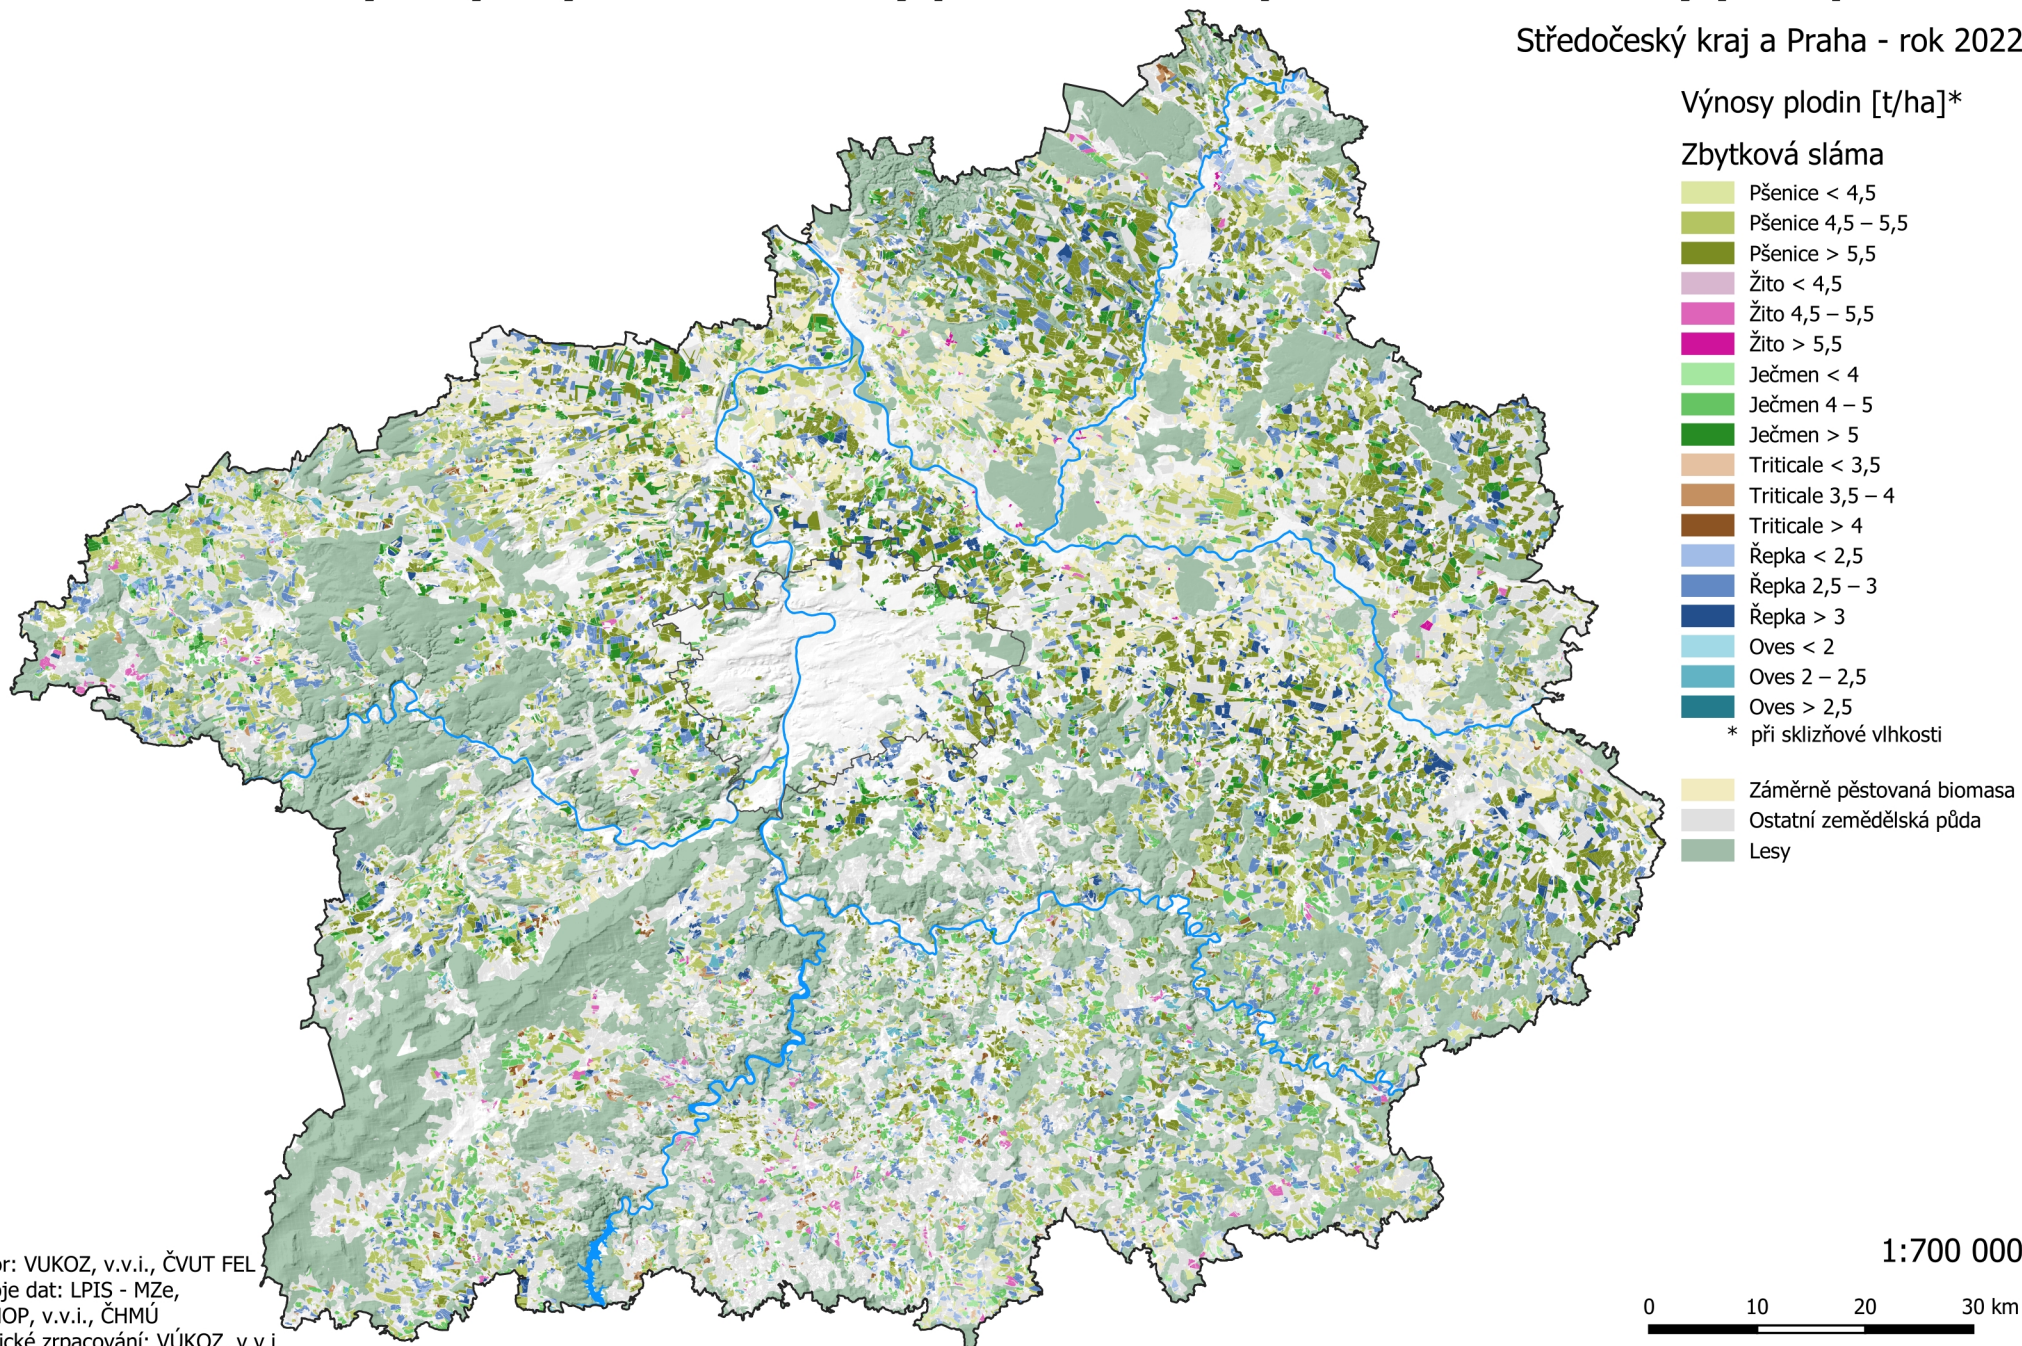 Středočeský kraj a Praha - rok 2022
Výnosy plodin [t/ha]*
Zbytková sláma
Pšenice < 4,5
Pšenice 4,5 – 5,5
Pšenice > 5,5
Žito < 4,5
Žito 4,5 – 5,5
Žito > 5,5
Ječmen < 4
Ječmen 4 – 5
Ječmen > 5
Triticale < 3,5
Triticale 3,5 – 4
Triticale > 4
Řepka < 2,5
Řepka 2,5 – 3
Řepka > 3
Oves < 2
Oves 2 – 2,5
Oves > 2,5
* při sklizňové vlhkosti
Záměrně pěstovaná biomasa
Ostatní zemědělská půda
Lesy
1:700 000
0 10 20 30 km
VUKOZ, v.v.i., ČVUT FEL
dat: LPIS - MZe,
v.v.i., ČHMÚ
zrpacování: VÚKOZ, v.v.i.